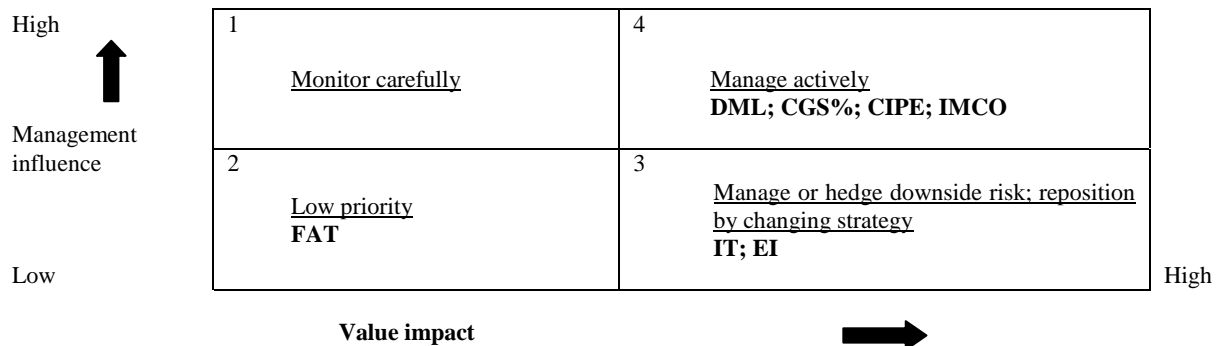 High
1
4
Monitor carefully
Manage actively
DML; CGS%; CIPE; IMCO
Management
influence
2
3
Low priority
FAT
Manage or hedge downside risk; reposition
by changing strategy
IT; EI
Low
High
Value impact